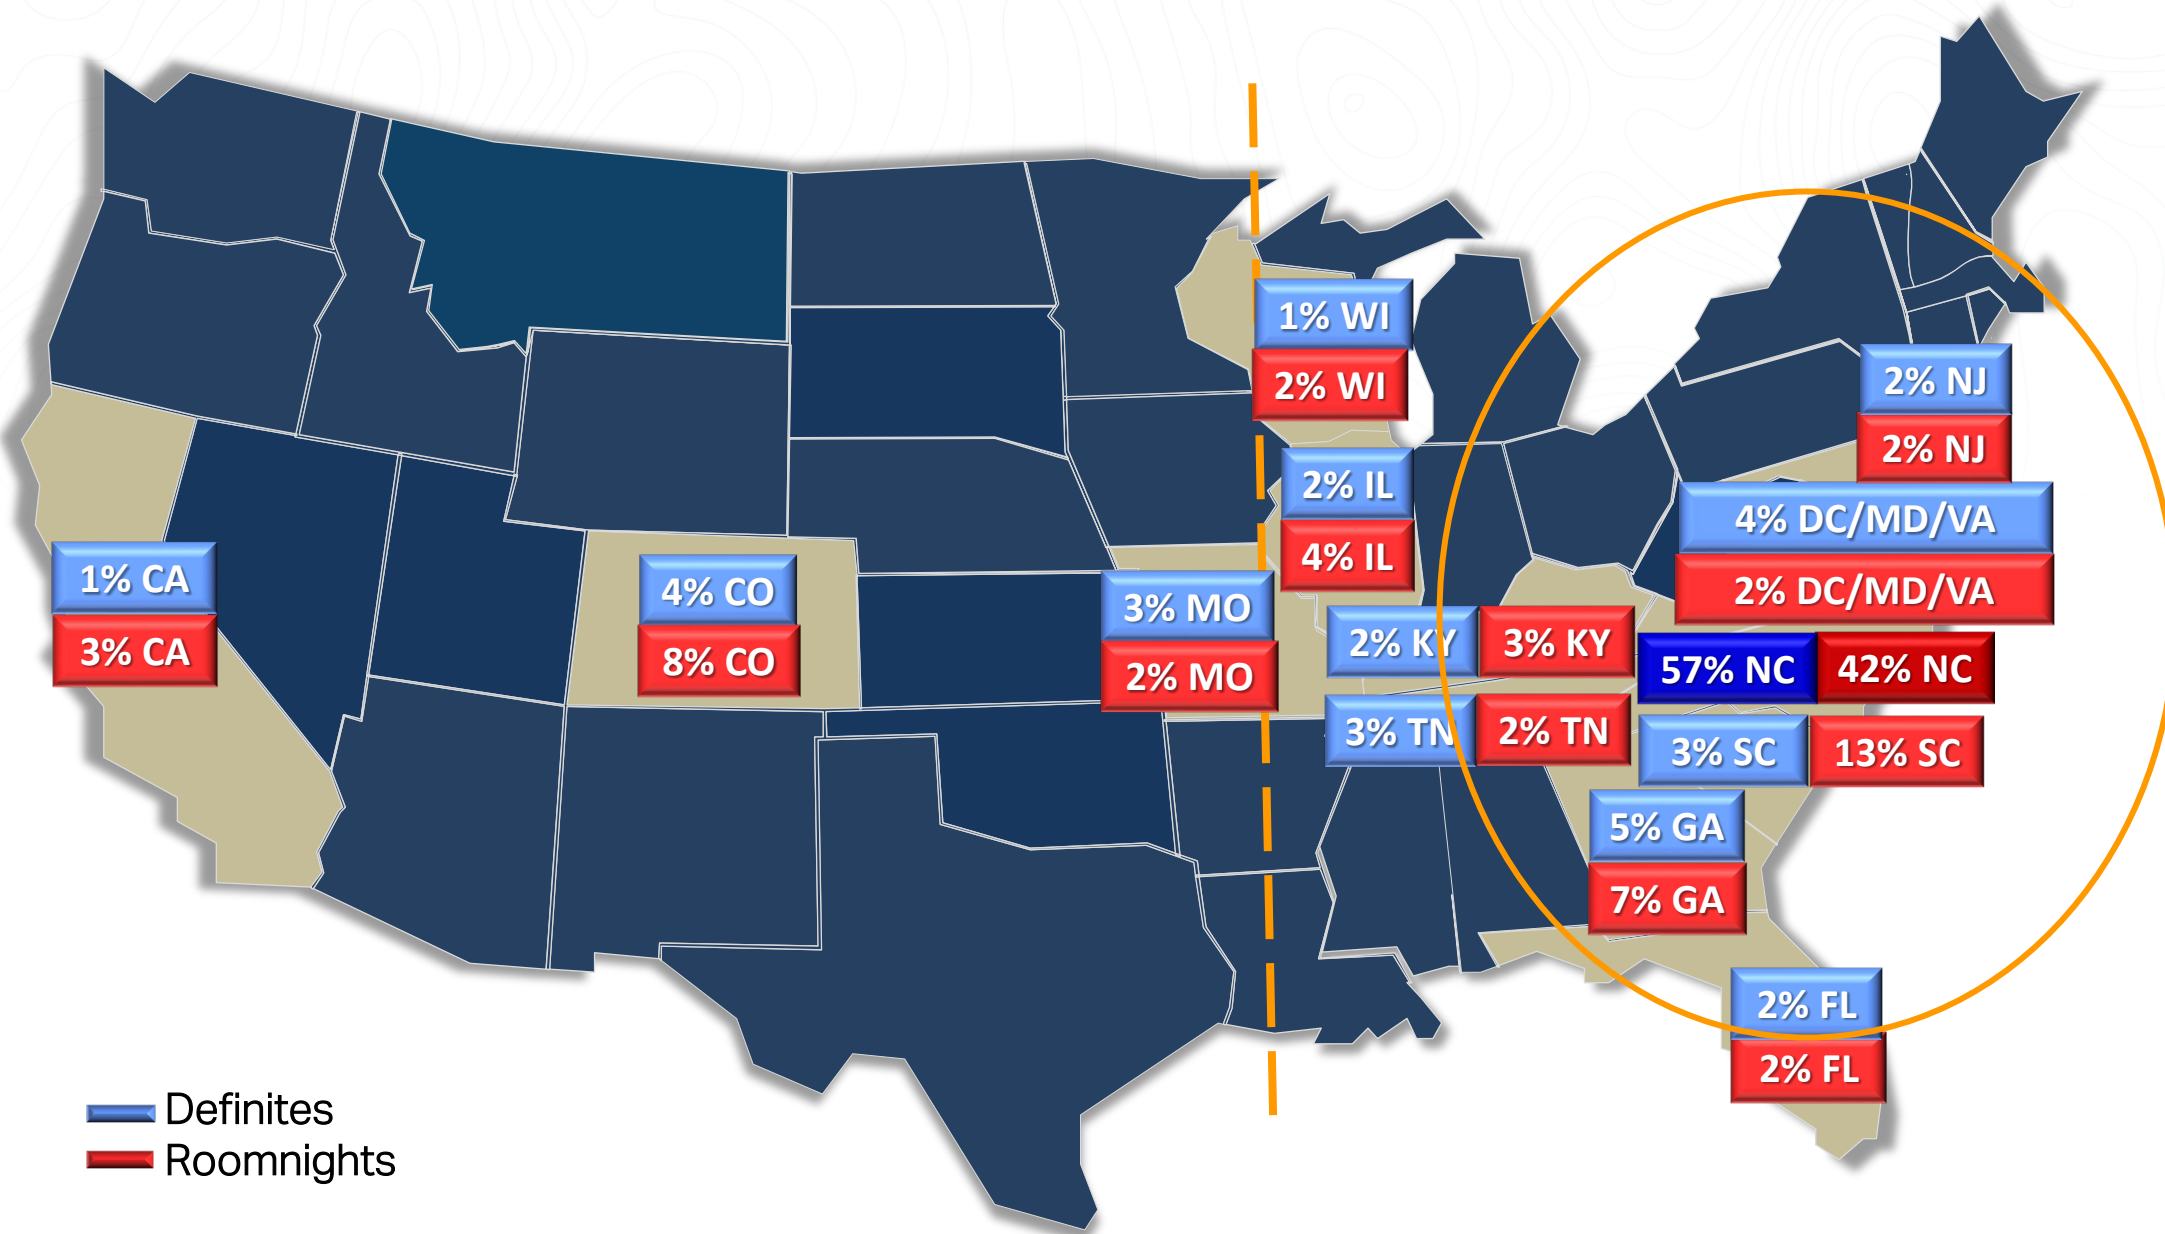 1% WI
2% WI
2% NJ
2% NJ
2% IL
4% IL
4% DC/MD/VA
2% DC/MD/VA
1% CA
3% CA
4% CO
8% CO
3% MO
2% MO
2% KY
3% KY
57% NC
42% NC
3% TN
2% TN
3% SC
13% SC
5% GA
7% GA
2% FL
2% FL
Definites
Roomnights